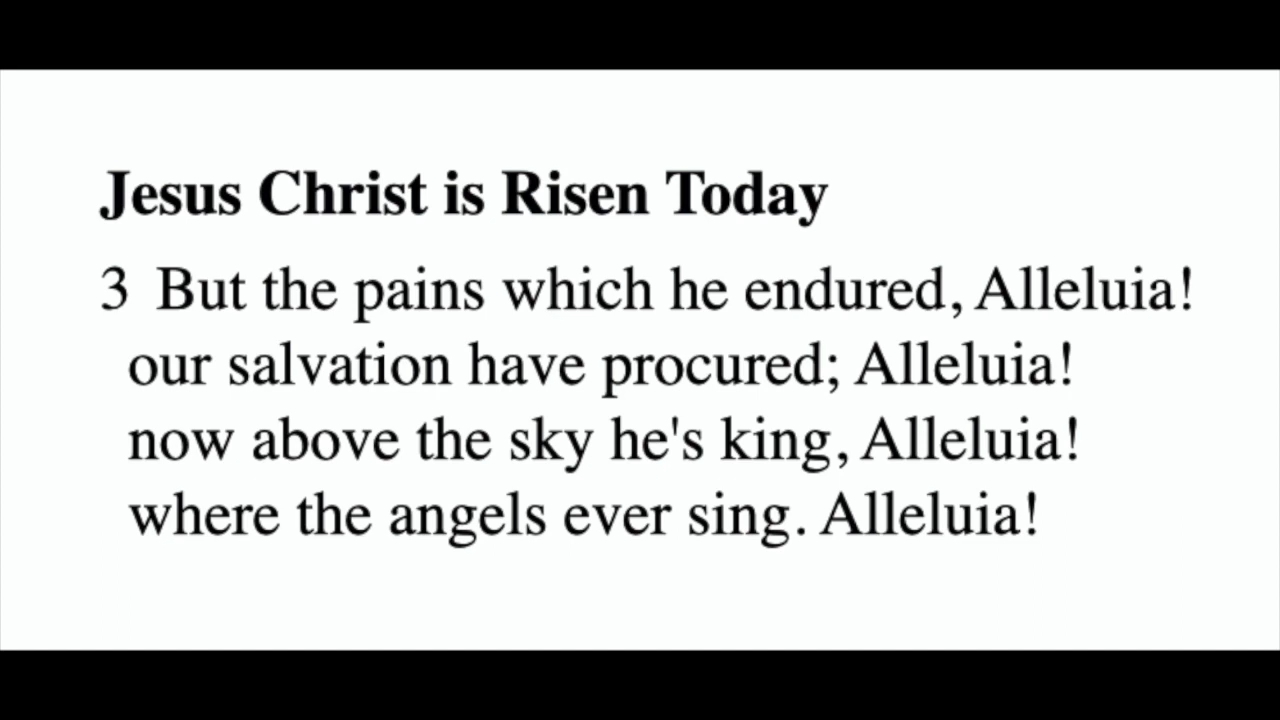 Jesus Christ is Risen Today
3 But the pains which he endured, Alleluia!
our salvation have procured; Alleluia!
now above the sky he's king, Alleluia!
where the angels ever sing. Alleluia!